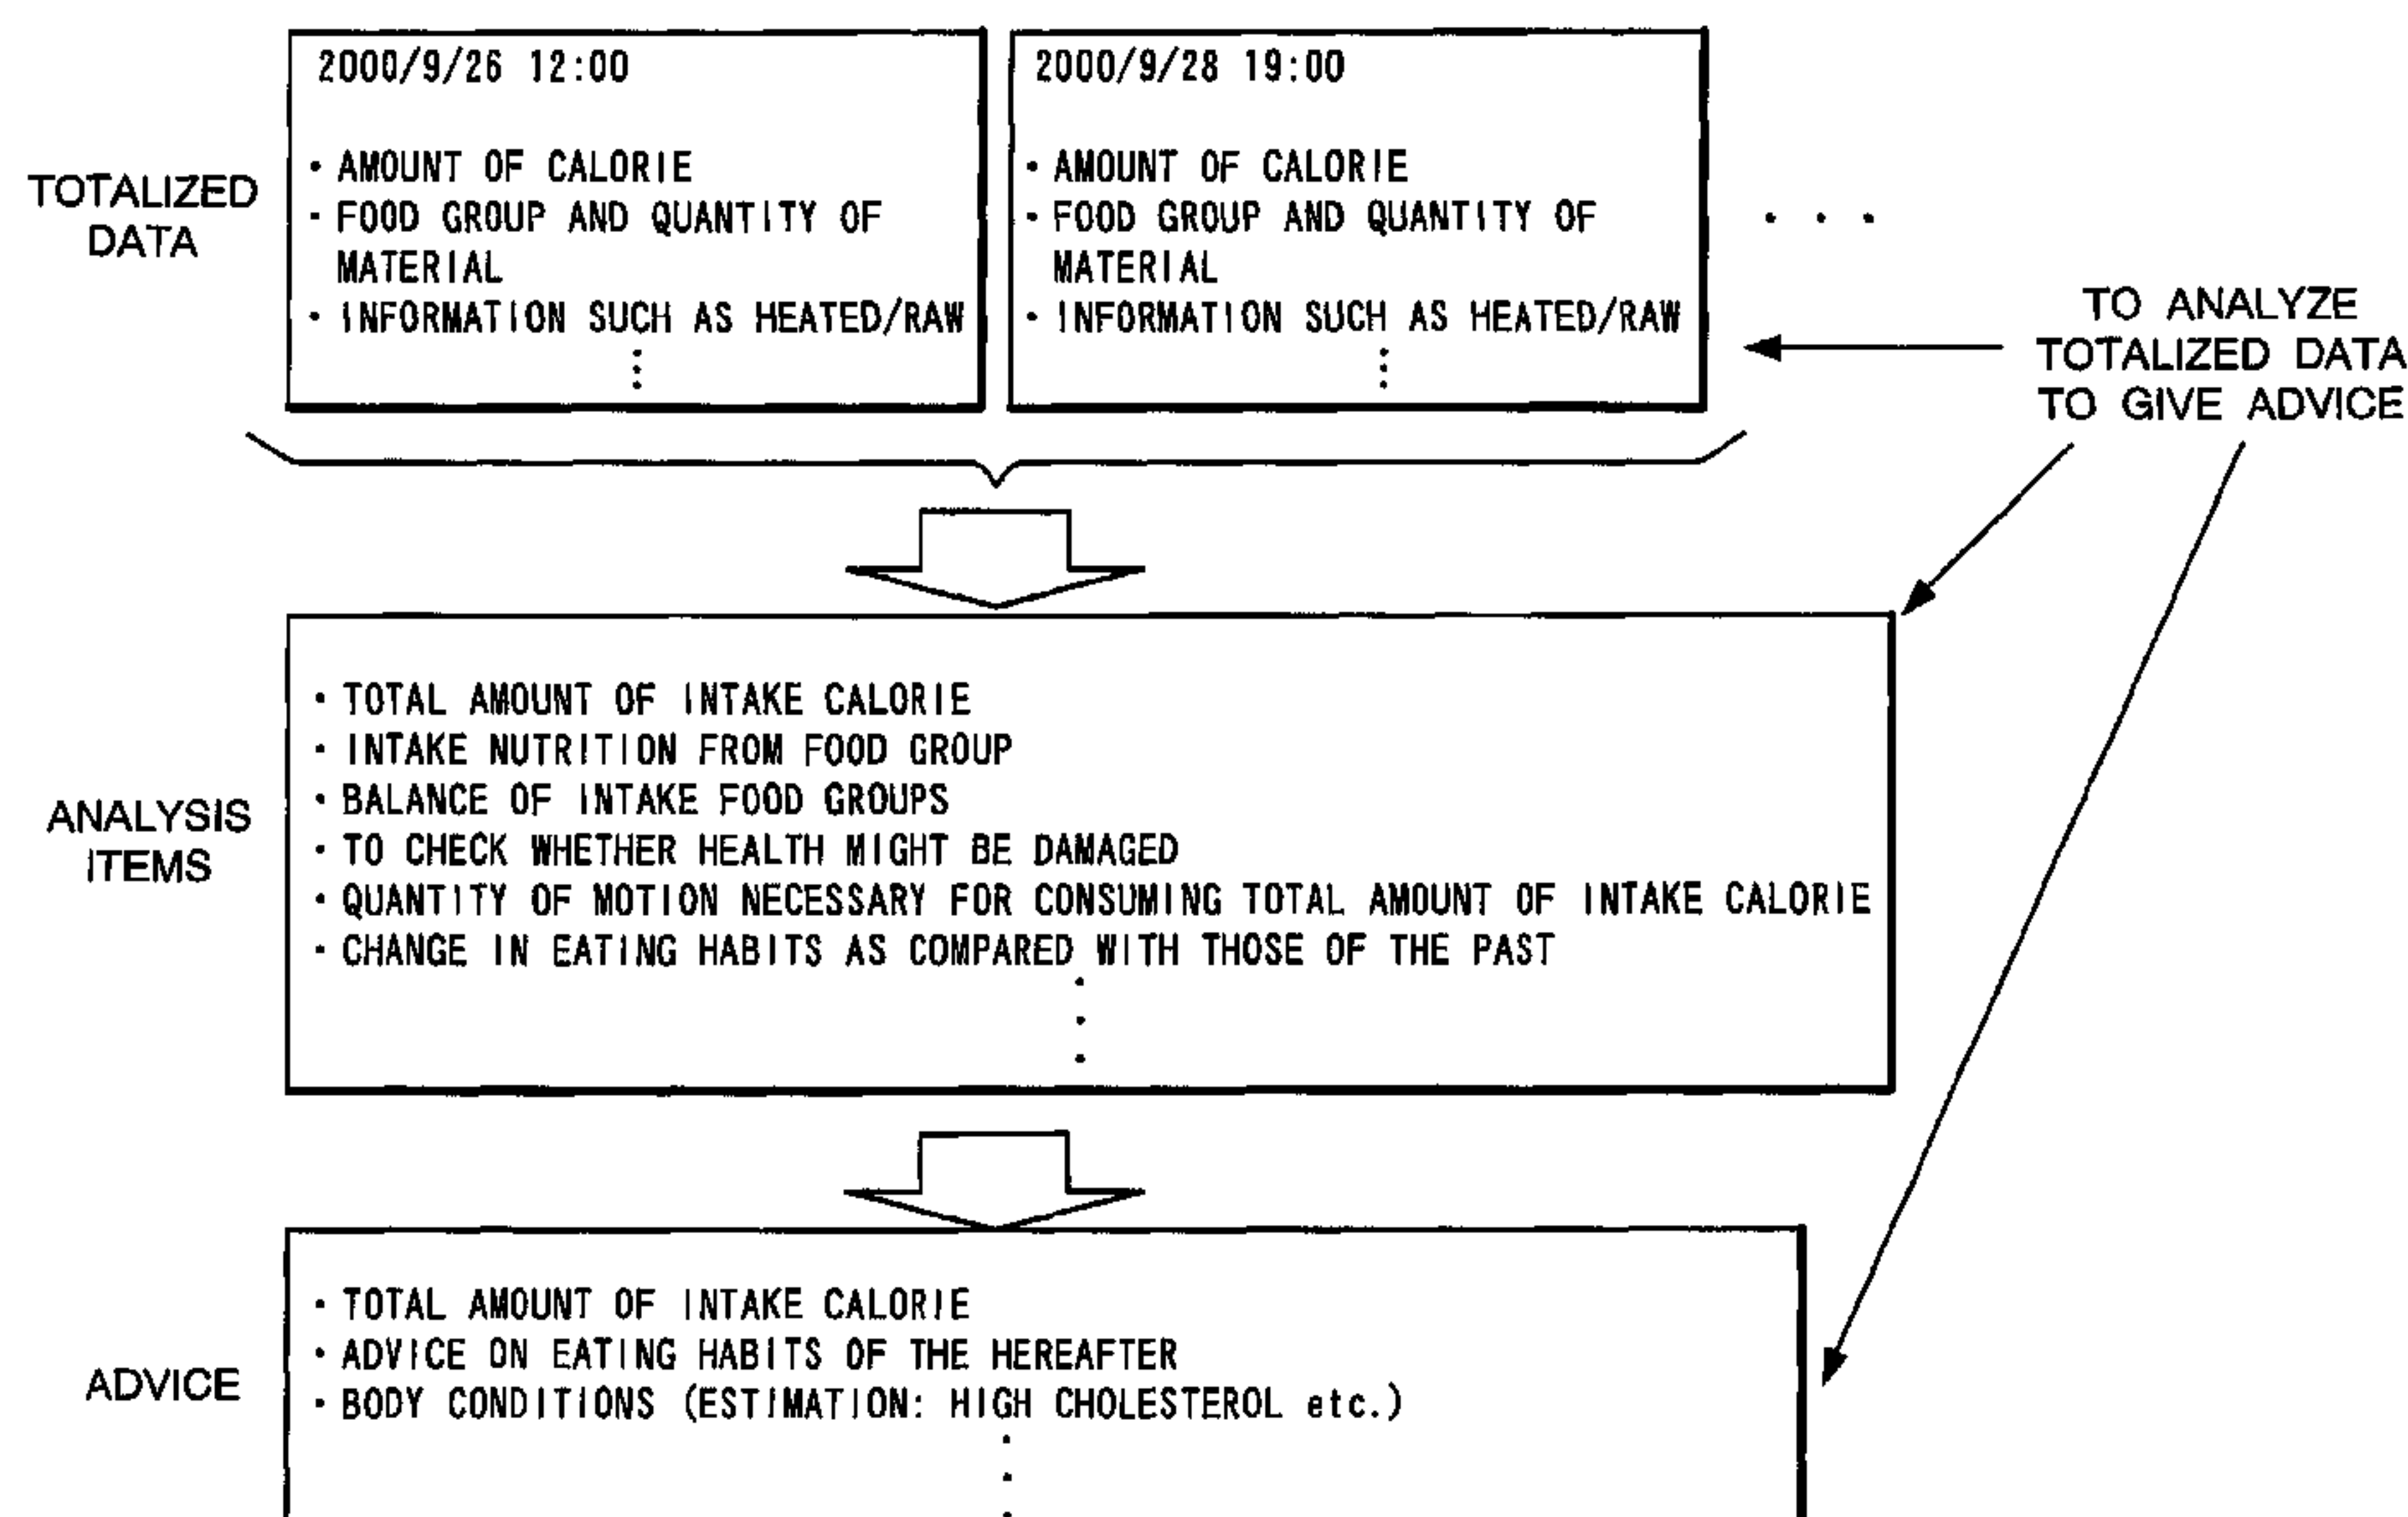 2000/9/26 12:00
・AMOUNT OF CALORIE
・FOOD GROUP AND QUANTITY OF
MATERIAL
・INFORMATION SUCH AS HEATED/RAW
2000/9/28 19:00
・AMOUNT OF CALORIE
・FOOD GROUP AND QUANTITY OF
MATERIAL
・INFORMATION SUCH AS HEATED/RAW
TOTALIZED
DATA
. . .
TO ANALYZE
TOTALIZED DATA
TO GIVE ADVICE
ANALYSIS
ITEMS
・TOTAL AMOUNT OF INTAKE CALORIE
・INTAKE NUTRITION FROM FOOD GROUP
・BALANCE OF INTAKE FOOD GROUPS
・TO CHECK WHETHER HEALTH MIGHT BE DAMAGED
・QUANTITY OF MOTION NECESSARY FOR CONSUMING TOTAL AMOUNT OF INTAKE CALORIE
・CHANGE IN EATING HABITS AS COMPARED WITH THOSE OF THE PAST
ADVICE
・TOTAL AMOUNT OF INTAKE CALORIE
・ADVICE ON EATING HABITS OF THE HEREAFTER
・BODY CONDITIONS (ESTIMATION: HIGH CHOLESTEROL etc.)